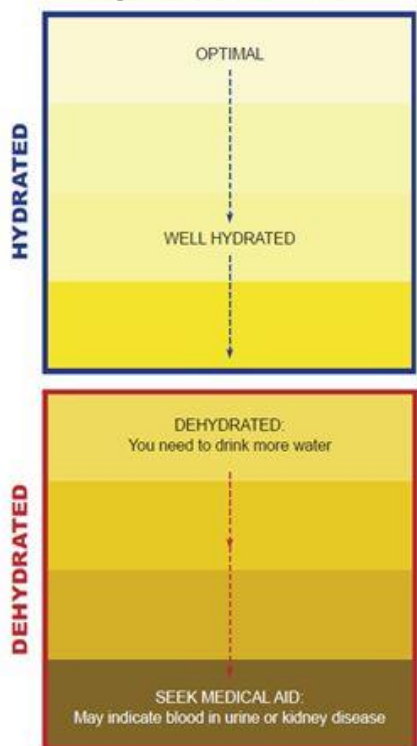 HYDRATED
OPTIMAL
WELL HYDRATED
DEHYDRATED
DEHYDRATED:
You need to drink more water
SEEK MEDICAL AID:
May indicate blood in urine or kidney disease